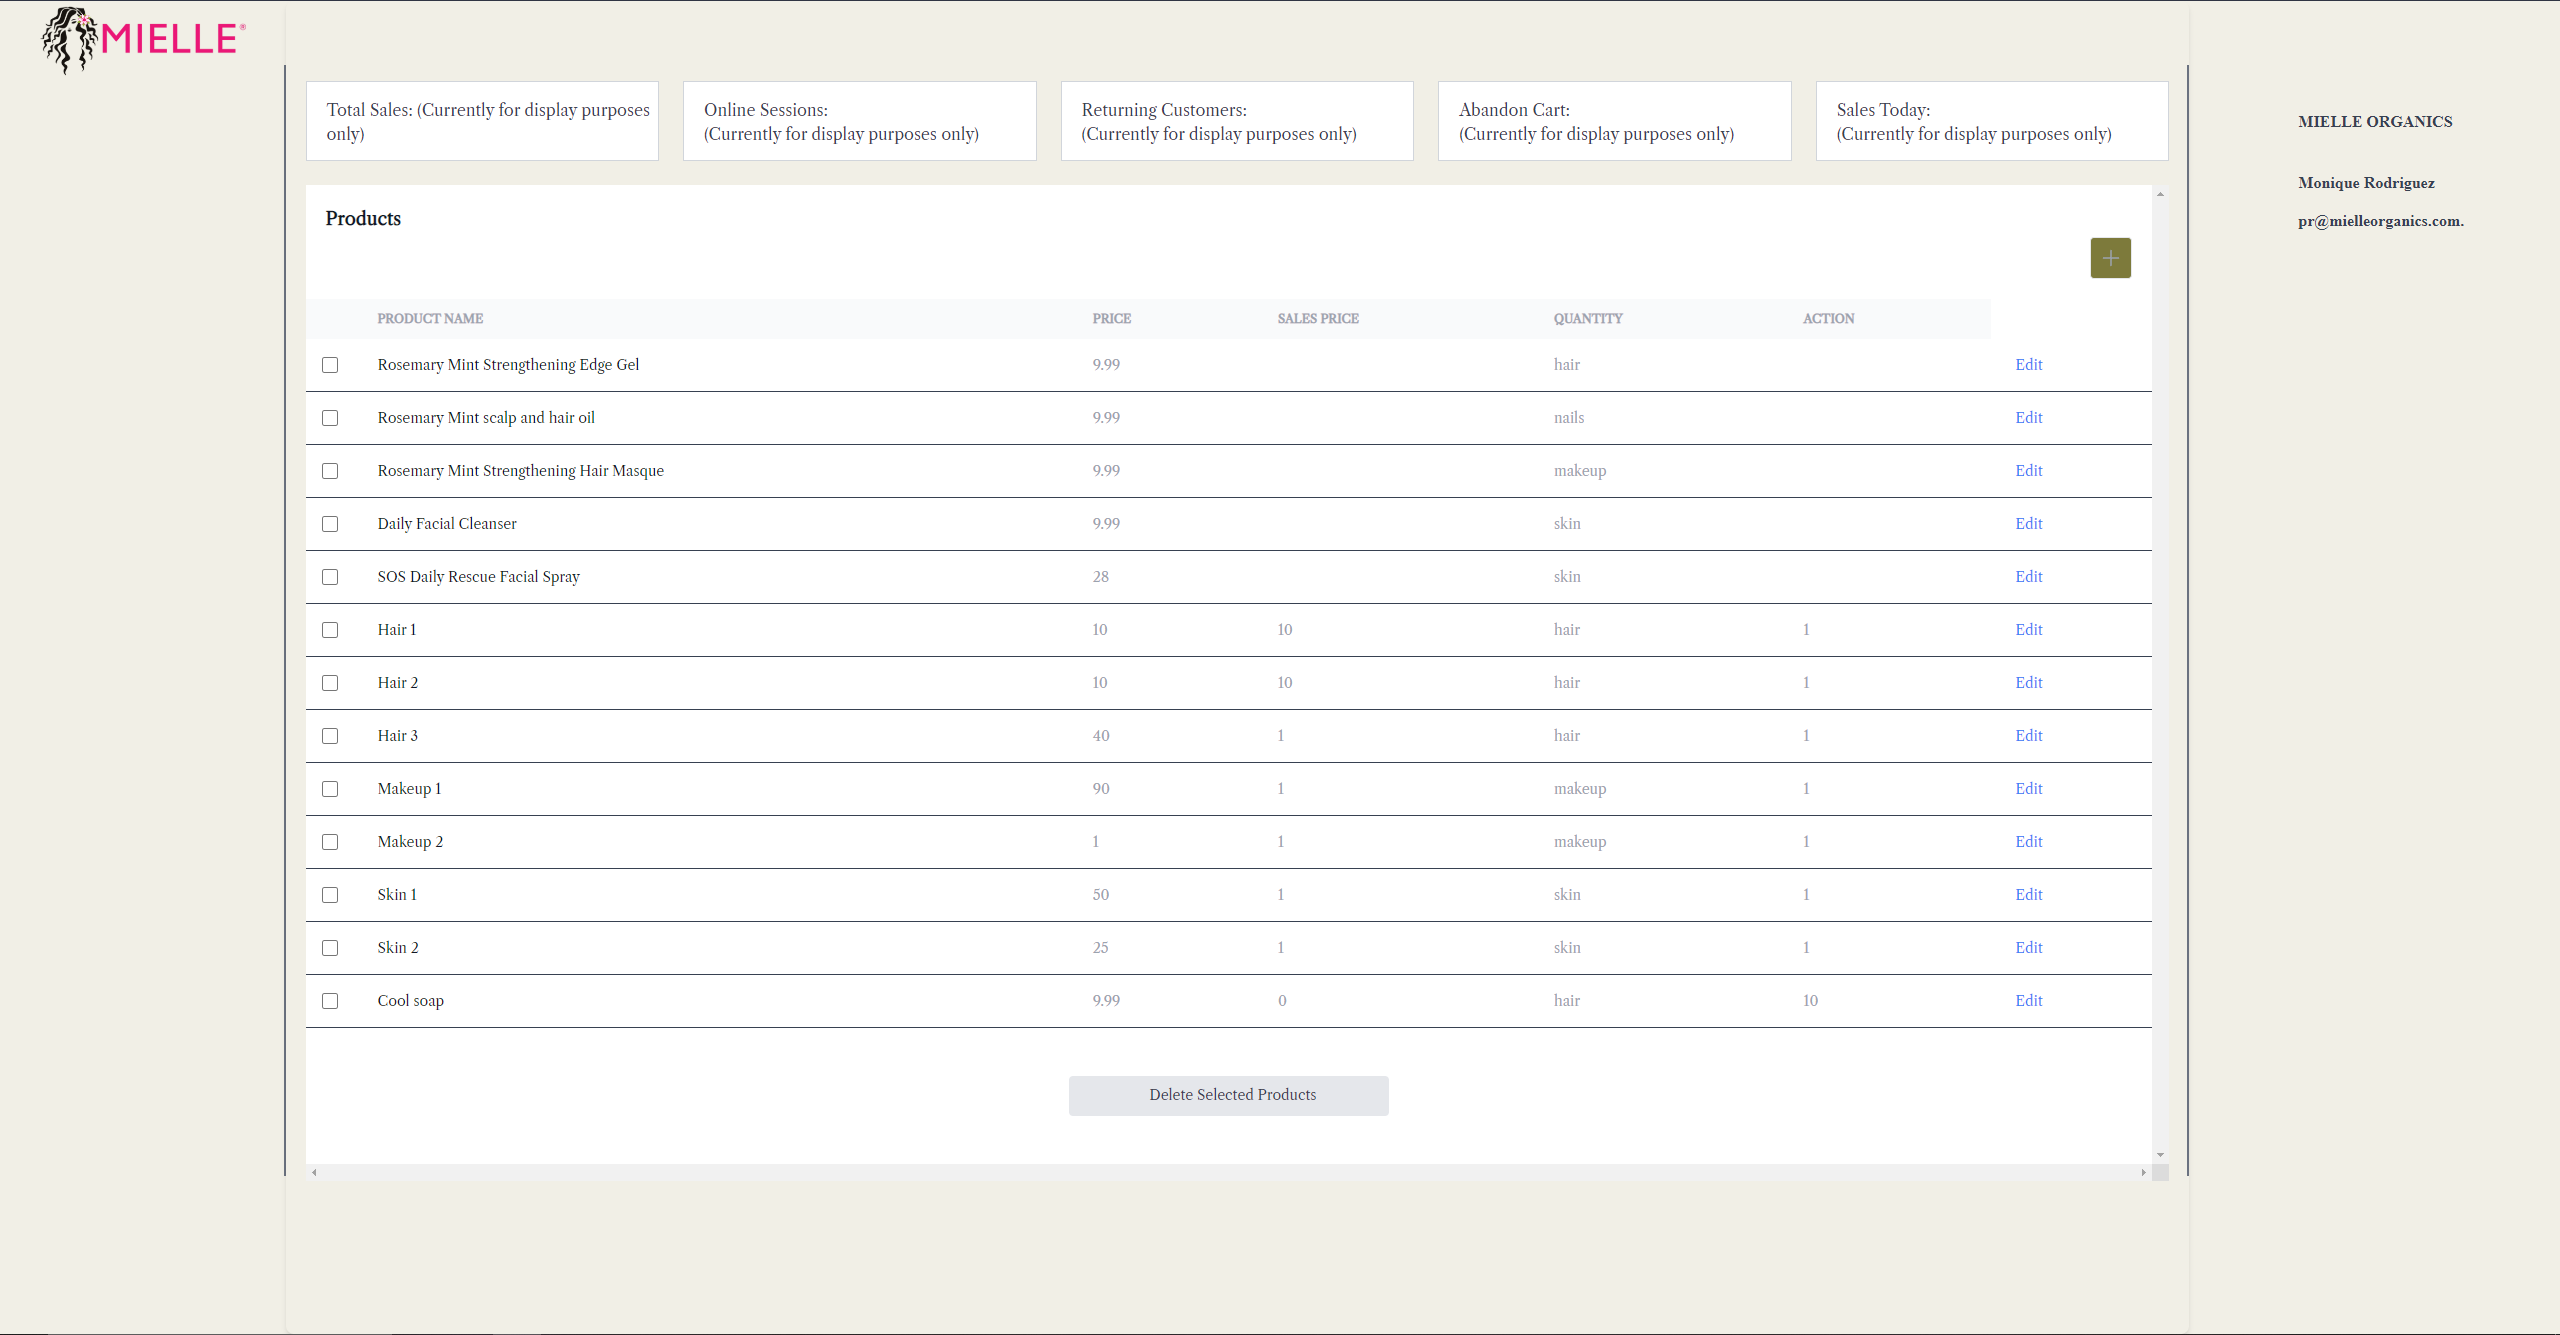 MIELLE®
Total Sales: (Currently for display purposes
only)
Online Sessions:
(Currently for display purposes only)
Returning Customers:
(Currently for display purposes only)
Abandon Cart:
(Currently for display purposes only)
Sales Today:
(Currently for display purposes only)
MIELLE ORGANICS
Monique Rodriguez
pr@mielleorganics.com.
Products
+
PRODUCT NAME PRICE SALES PRICE QUANTITY ACTION
Rosemary Mint Strengthening Edge Gel 9.99 hair Edit
Rosemary Mint scalp and hair oil 9.99 nails Edit
Rosemary Mint Strengthening Hair Masque 9.99 makeup Edit
Daily Facial Cleanser 9.99 skin Edit
SOS Daily Rescue Facial Spray 28 skin Edit
Hair 1 10 10 hair 1 Edit
Hair 2 10 10 hair 1 Edit
Hair 3 40 1 hair 1 Edit
Makeup 1 90 1 makeup 1 Edit
Makeup 2 1 1 makeup 1 Edit
Skin 1 50 1 skin 1 Edit
Skin 2 25 1 skin 1 Edit
Cool soap 9.99 0 hair 10 Edit
Delete Selected Products